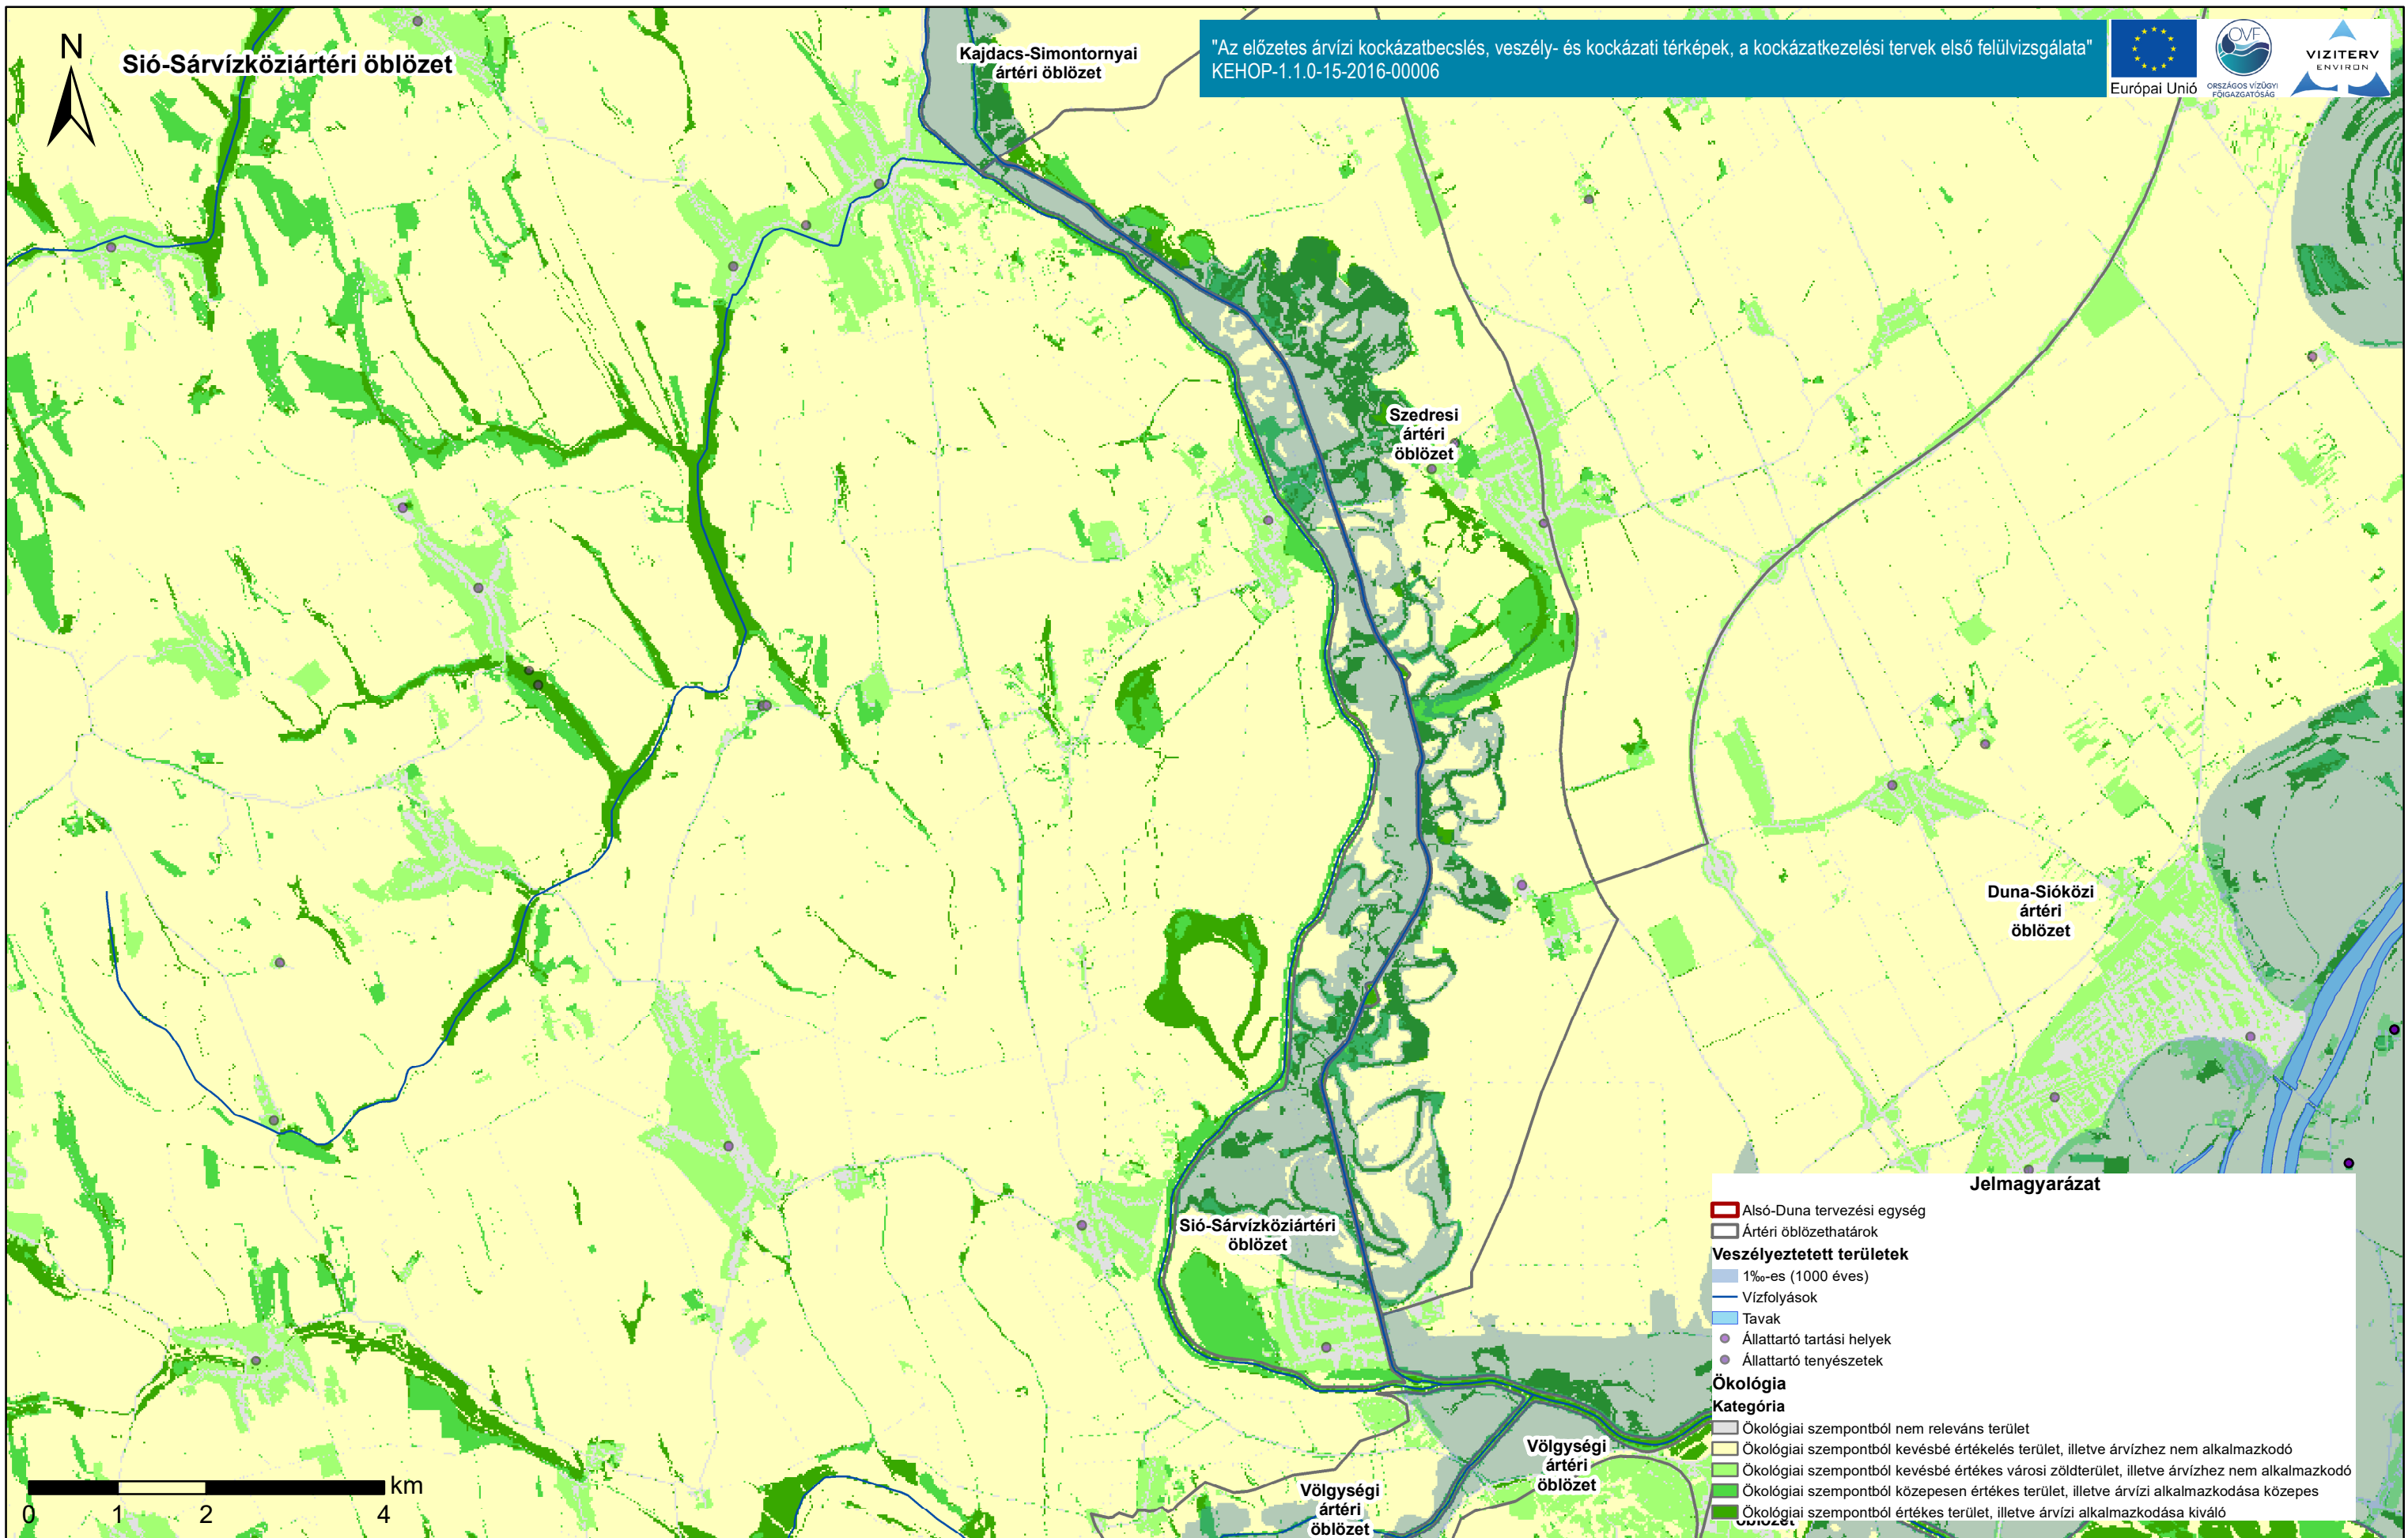 N
Sió-Sárvízköziártéri öblözet
Kajdacs-Simontornyai
ártéri öblözet
"Az előzetes árvízi kockázatbecslés, veszély- és kockázati térképek, a kockázatkezelési tervek első felülvizsgálata"
KEHOP-1.1.0-15-2016-00006
Európai Unió
OVF
ORSZÁGOS VÍZÜGYI
FŐIGAZGATÓSÁG
VIZITERV
ENVIRON
Szedresi
ártéri
öblözet
Duna-Sióközi
ártéri
öblözet
Sió-Sárvízköziártéri
öblözet
Völgységi
ártéri
öblözet
Völgységi
ártéri
öblözet
öblözet
km
0 1 2 4
Jelmagyarázat
Alsó-Duna tervezési egység
Ártéri öblözethatárok
Veszélyeztetett területek
1‰-es (1000 éves)
Vízfolyások
Tavak
Állattartó tartási helyek
Állattartó tenyészetek
Ökológia
Kategória
Ökológiai szempontból nem releváns terület
Ökológiai szempontból kevésbé értékelés terület, illetve árvízhez nem alkalmazkodó
Ökológiai szempontból kevésbé értékes városi zöldterület, illetve árvízhez nem alkalmazkodó
Ökológiai szempontból közepesen értékes terület, illetve árvízi alkalmazkodása közepes
Ökológiai szempontból értékes terület, illetve árvízi alkalmazkodása kiváló